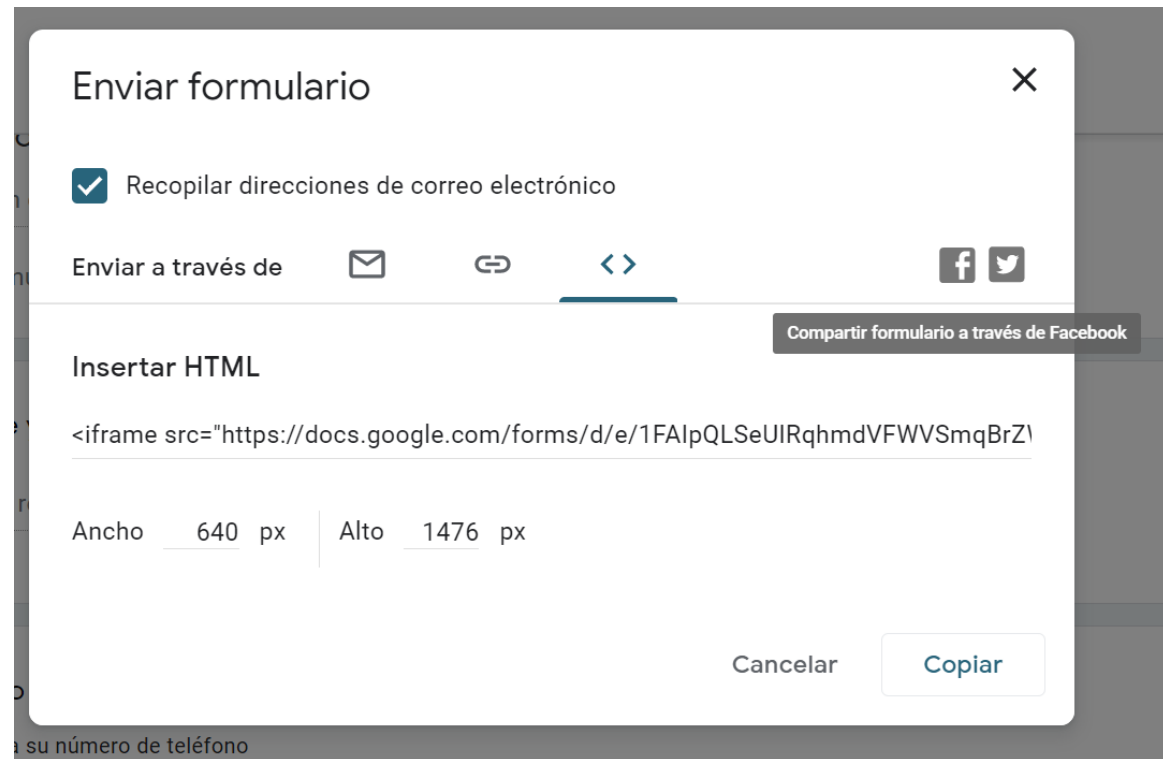 Enviar formulario
Recopilar direcciones de correo electrónico
Enviar a través de
Compartir formulario a través de Facebook
Insertar HTML
<iframe src="https://docs.google.com/forms/d/e/1FAIpQLSeUIRqhmdVFWVSmqBrZ
Ancho 640 px Alto 1476 px
Cancelar Copiar
su número de teléfono